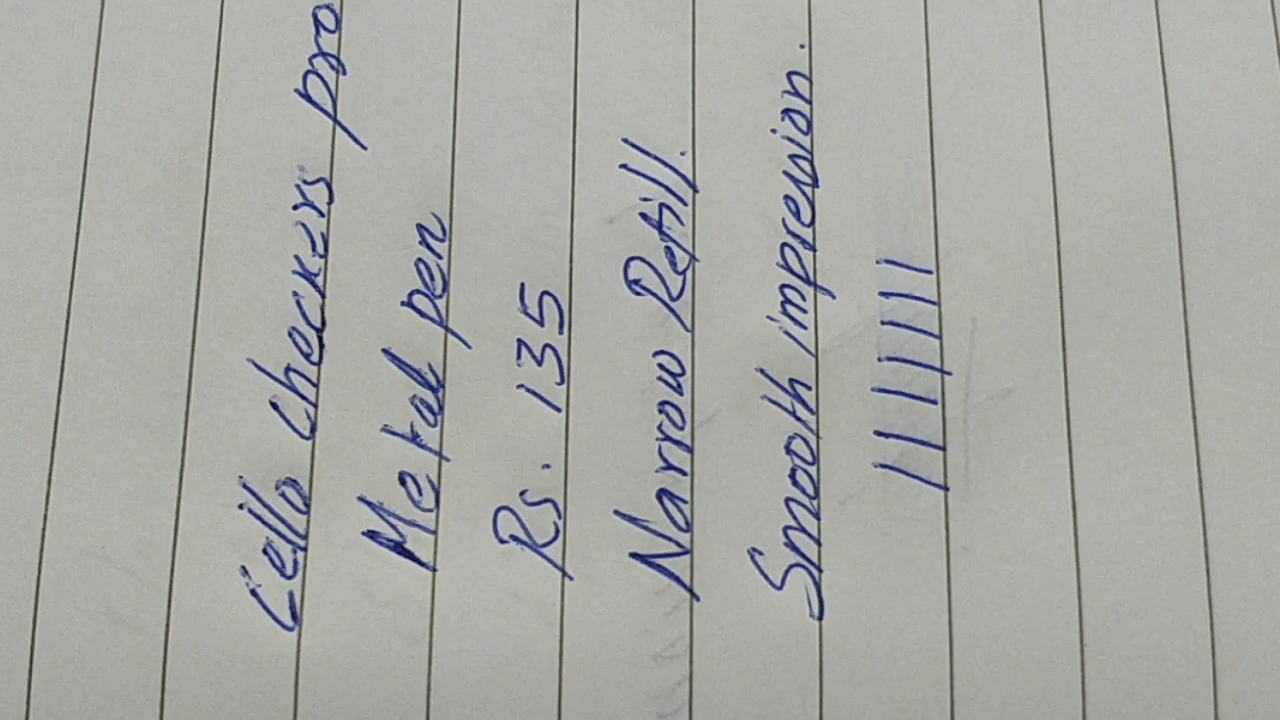 Cello checkers pro
Metal pen
Rs. 135
Narrow Refill.
Smooth impression.